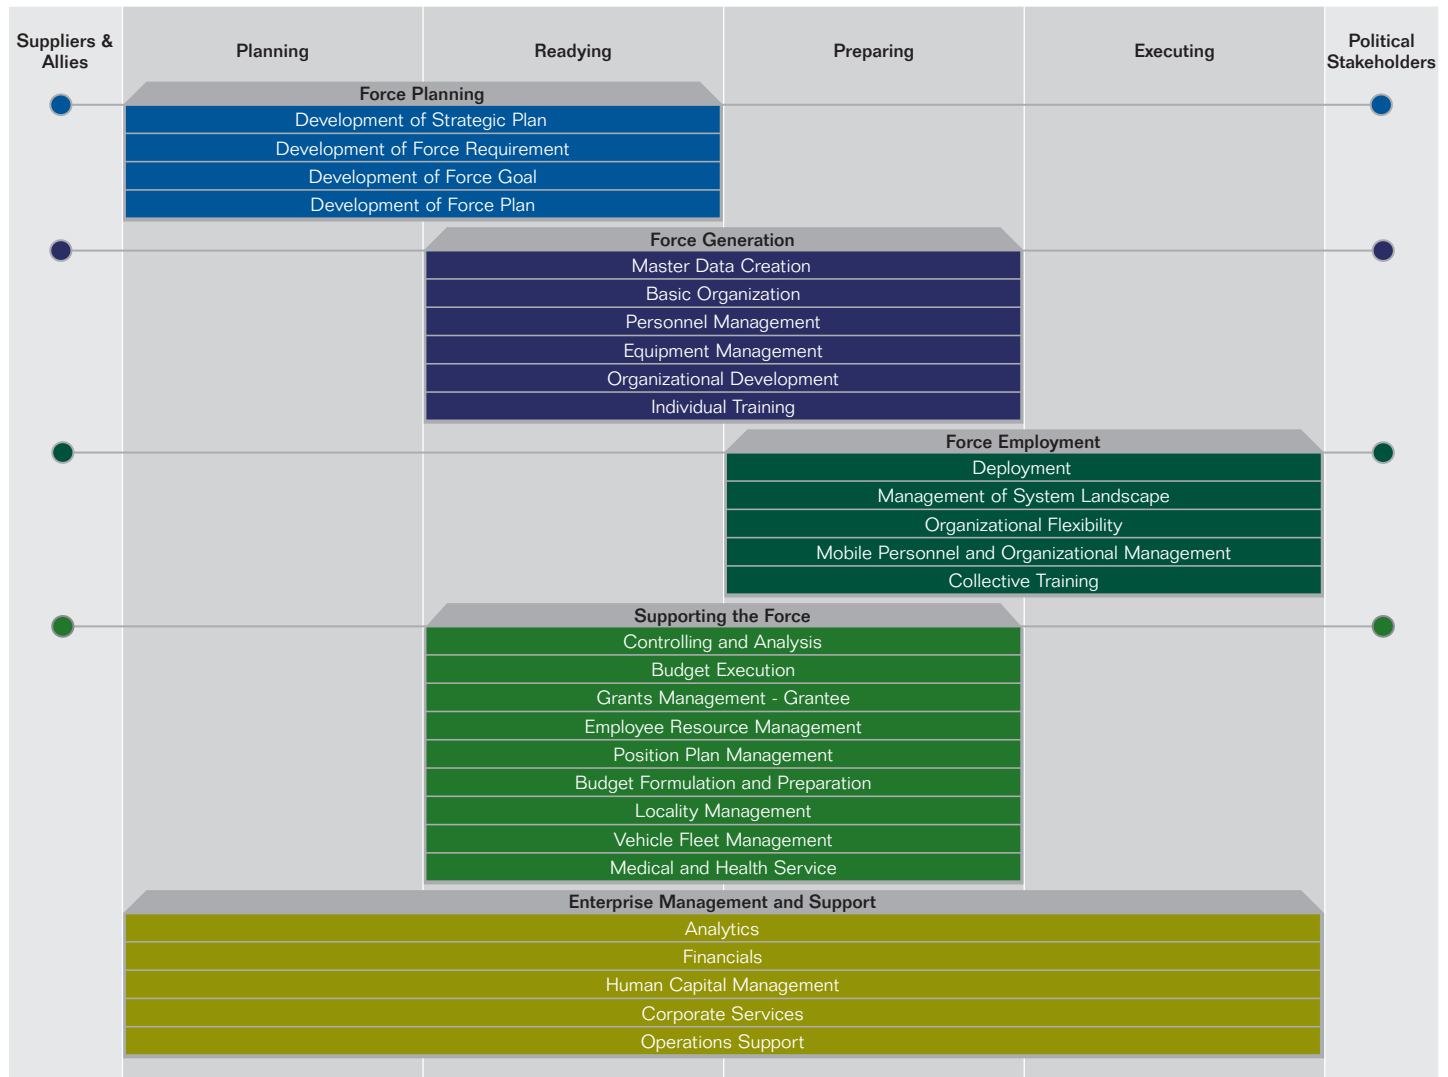 Suppliers &
Allies
Planning
Readying
Preparing
Executing
Political
Stakeholders
Force Planning
Development of Strategic Plan
Development of Force Requirement
Development of Force Goal
Development of Force Plan
Force Generation
Master Data Creation
Basic Organization
Personnel Management
Equipment Management
Organizational Development
Individual Training
Force Employment
Deployment
Management of System Landscape
Organizational Flexibility
Mobile Personnel and Organizational Management
Collective Training
Supporting the Force
Controlling and Analysis
Budget Execution
Grants Management - Grantee
Employee Resource Management
Position Plan Management
Budget Formulation and Preparation
Locality Management
Vehicle Fleet Management
Medical and Health Service
Enterprise Management and Support
Analytics
Financials
Human Capital Management
Corporate Services
Operations Support